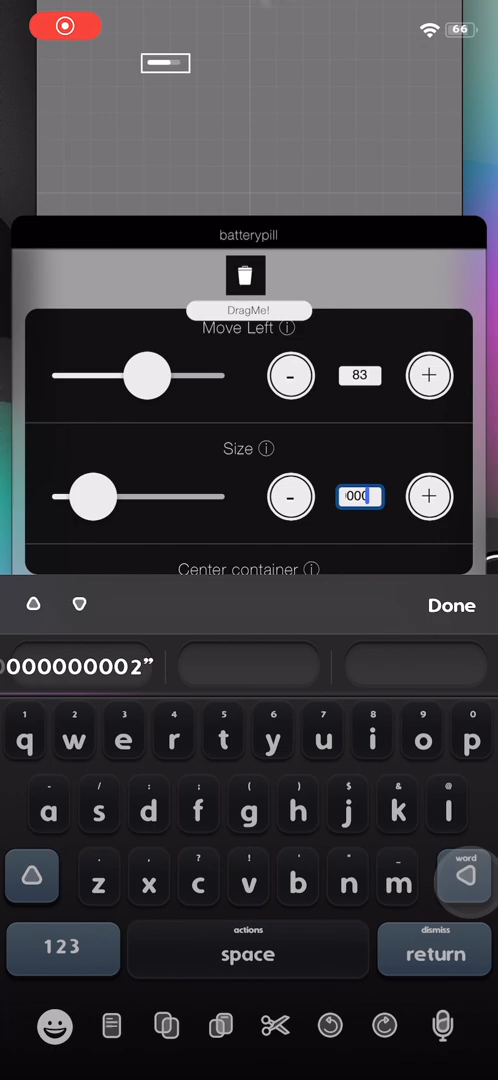 66
batterypill
DragMe!
Move Left ⓘ
- 83 +
Size ⓘ
- 000 +
Center container ⓘ
Done
000000002”
1 2 3 4 5 6 7 8 9 0
q w e r t y u i o p
- / : ; ( ) $ & @
a s d f g h j k l
. , ? ! ' " _ word
z x c v b n m
actions dismiss
123 space return